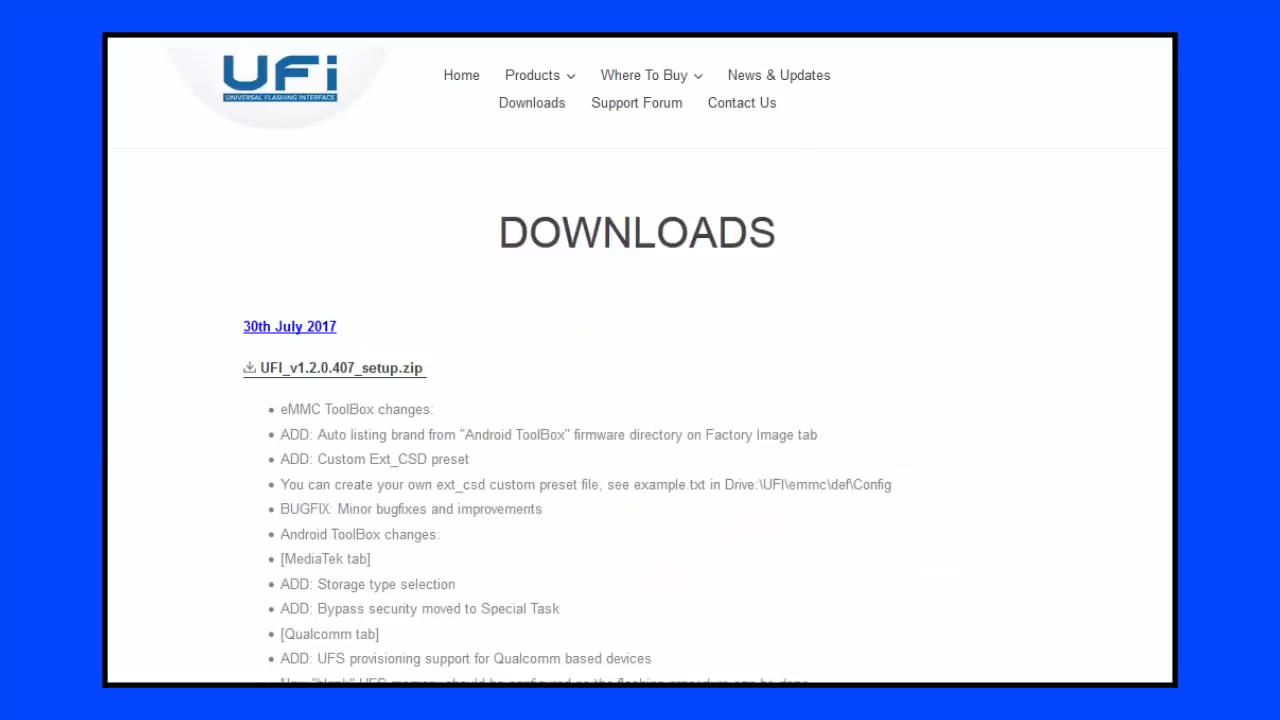 UFi
UNIVERSAL FLASHING INTERFACE
Home Products Where To Buy News & Updates
Downloads Support Forum Contact Us
DOWNLOADS
30th July 2017
UFI_v1.2.0.407_setup.zip
• eMMC ToolBox changes:
• ADD: Auto listing brand from "Android ToolBox" firmware directory on Factory Image tab
• ADD: Custom Ext_CSD preset
• You can create your own ext_csd custom preset file, see example.txt in Drive:\UFI\emmc\def\Config
• BUGFIX: Minor bugfixes and improvements
• Android ToolBox changes:
• [MediaTek tab]
• ADD: Storage type selection
• ADD: Bypass security moved to Special Task
• [Qualcomm tab]
• ADD: UFS provisioning support for Qualcomm based devices